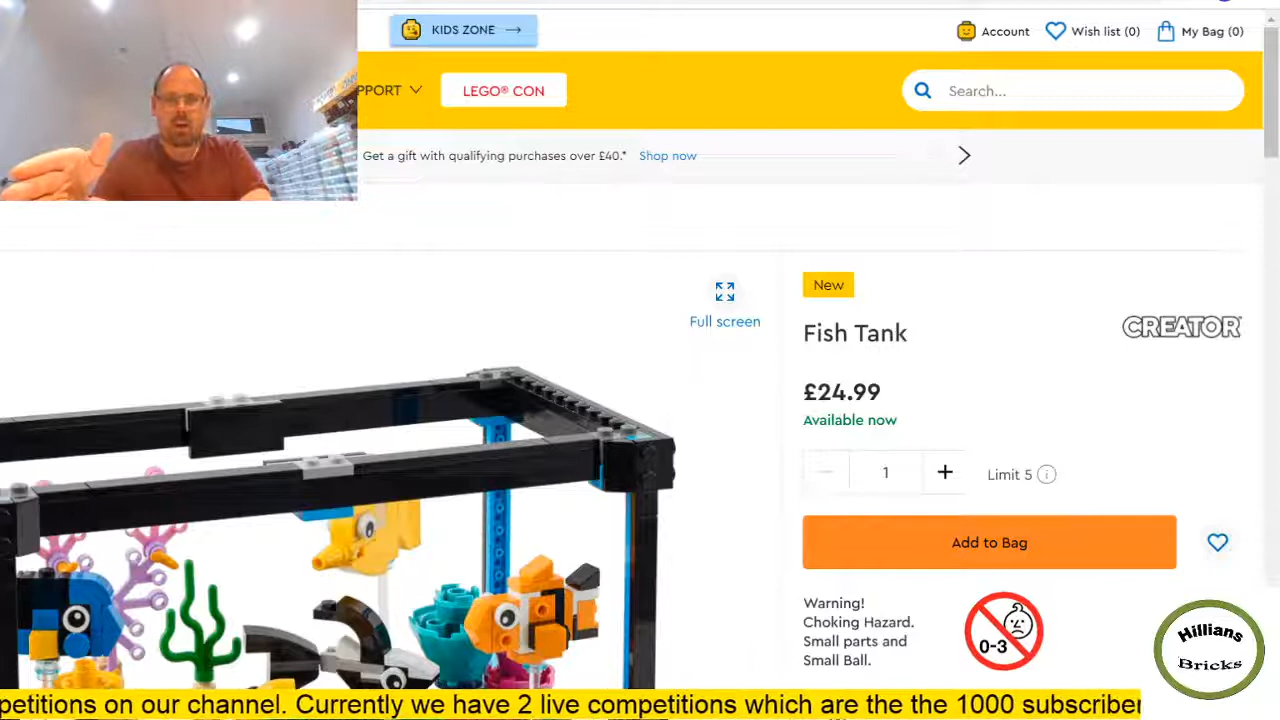 KIDS ZONE →
Account
Wish list (0)
My Bag (0)
PPORT
LEGO® CON
Search...
Get a gift with qualifying purchases over £40.* Shop now
Full screen
New
Fish Tank
CREATOR
£24.99
Available now
1
Limit 5
Add to Bag
Warning!
Choking Hazard.
Small parts and
Small Ball.
0-3
Hillians
Bricks
petitions on our channel. Currently we have 2 live competitions which are the the 1000 subscriber